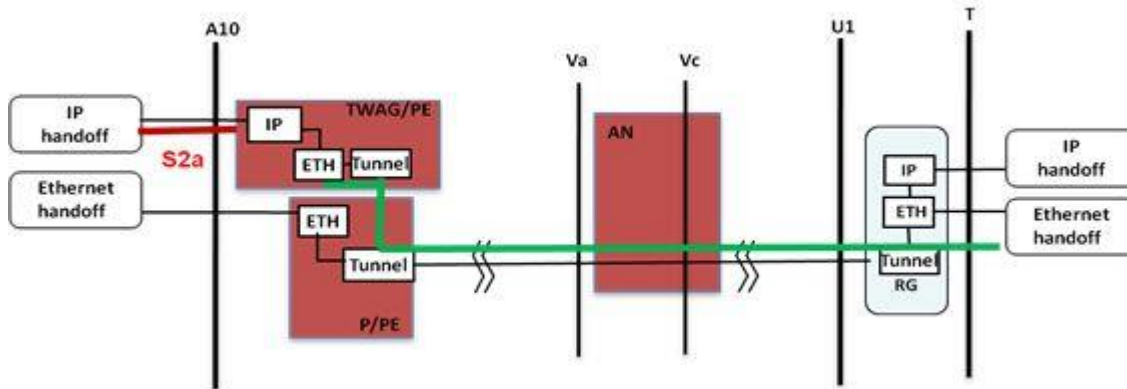 A10
U1
T
Va
Vc
IP
handoff
S2a
Ethernet
handoff
TWAG/PE
IP
ETH
Tunnel
ETH
Tunnel
P/PE
AN
IP
ETH
Tunnel
RG
IP
handoff
Ethernet
handoff